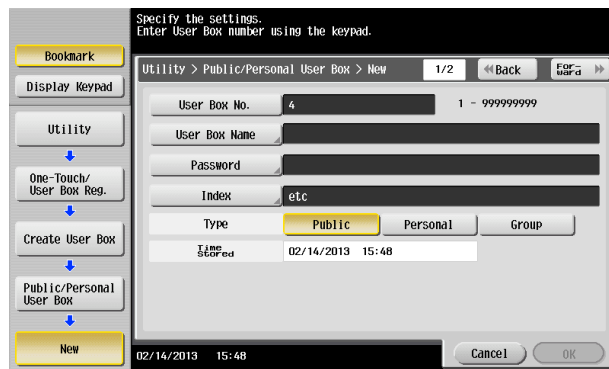 Specify the settings.
Enter User Box number using the keypad.
Bookmark
Display Keypad
Utility
One-Touch/
User Box Reg.
Create User Box
Public/Personal
User Box
New
Utility > Public/Personal User Box > New
1/2
Back
For-
ward
User Box No.
4
1 - 999999999
User Box Name
Password
Index
etc
Type
Public
Personal
Group
Time
Stored
02/14/2013 15:48
02/14/2013 15:48
Cancel
OK